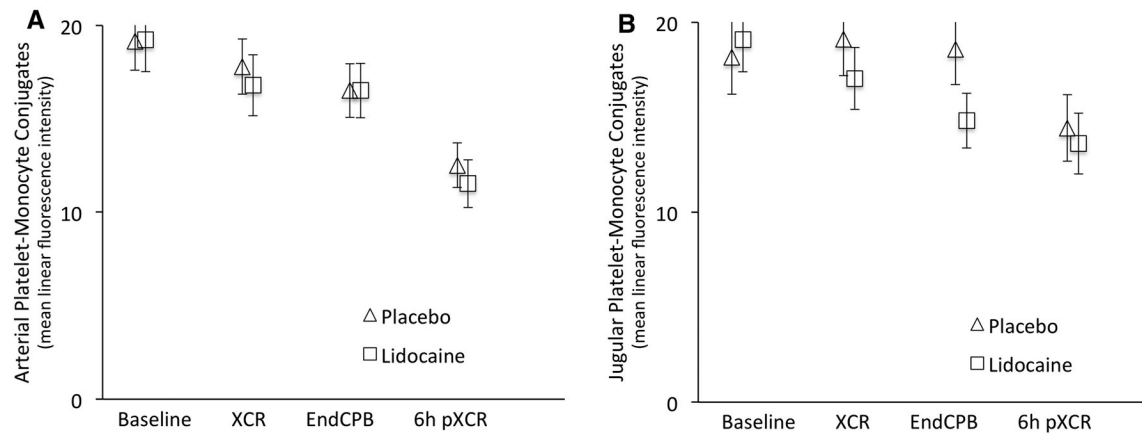 A
Arterial Platelet-Monocyte Conjugates
(mean linear fluorescence intensity)
20
10
0
Placebo
Lidocaine
Baseline XCR EndCPB 6h pXCR
B
Jugular Platelet-Monocyte Conjugates
(mean linear fluorescence intensity)
20
10
0
Placebo
Lidocaine
Baseline XCR EndCPB 6h pXCR